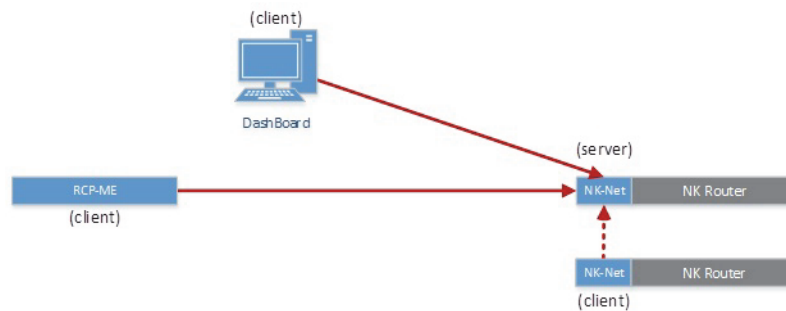 (client)
DashBoard
(server)
RCP-ME
NK-Net
NK Router
(client)
NK-Net
NK Router
(client)